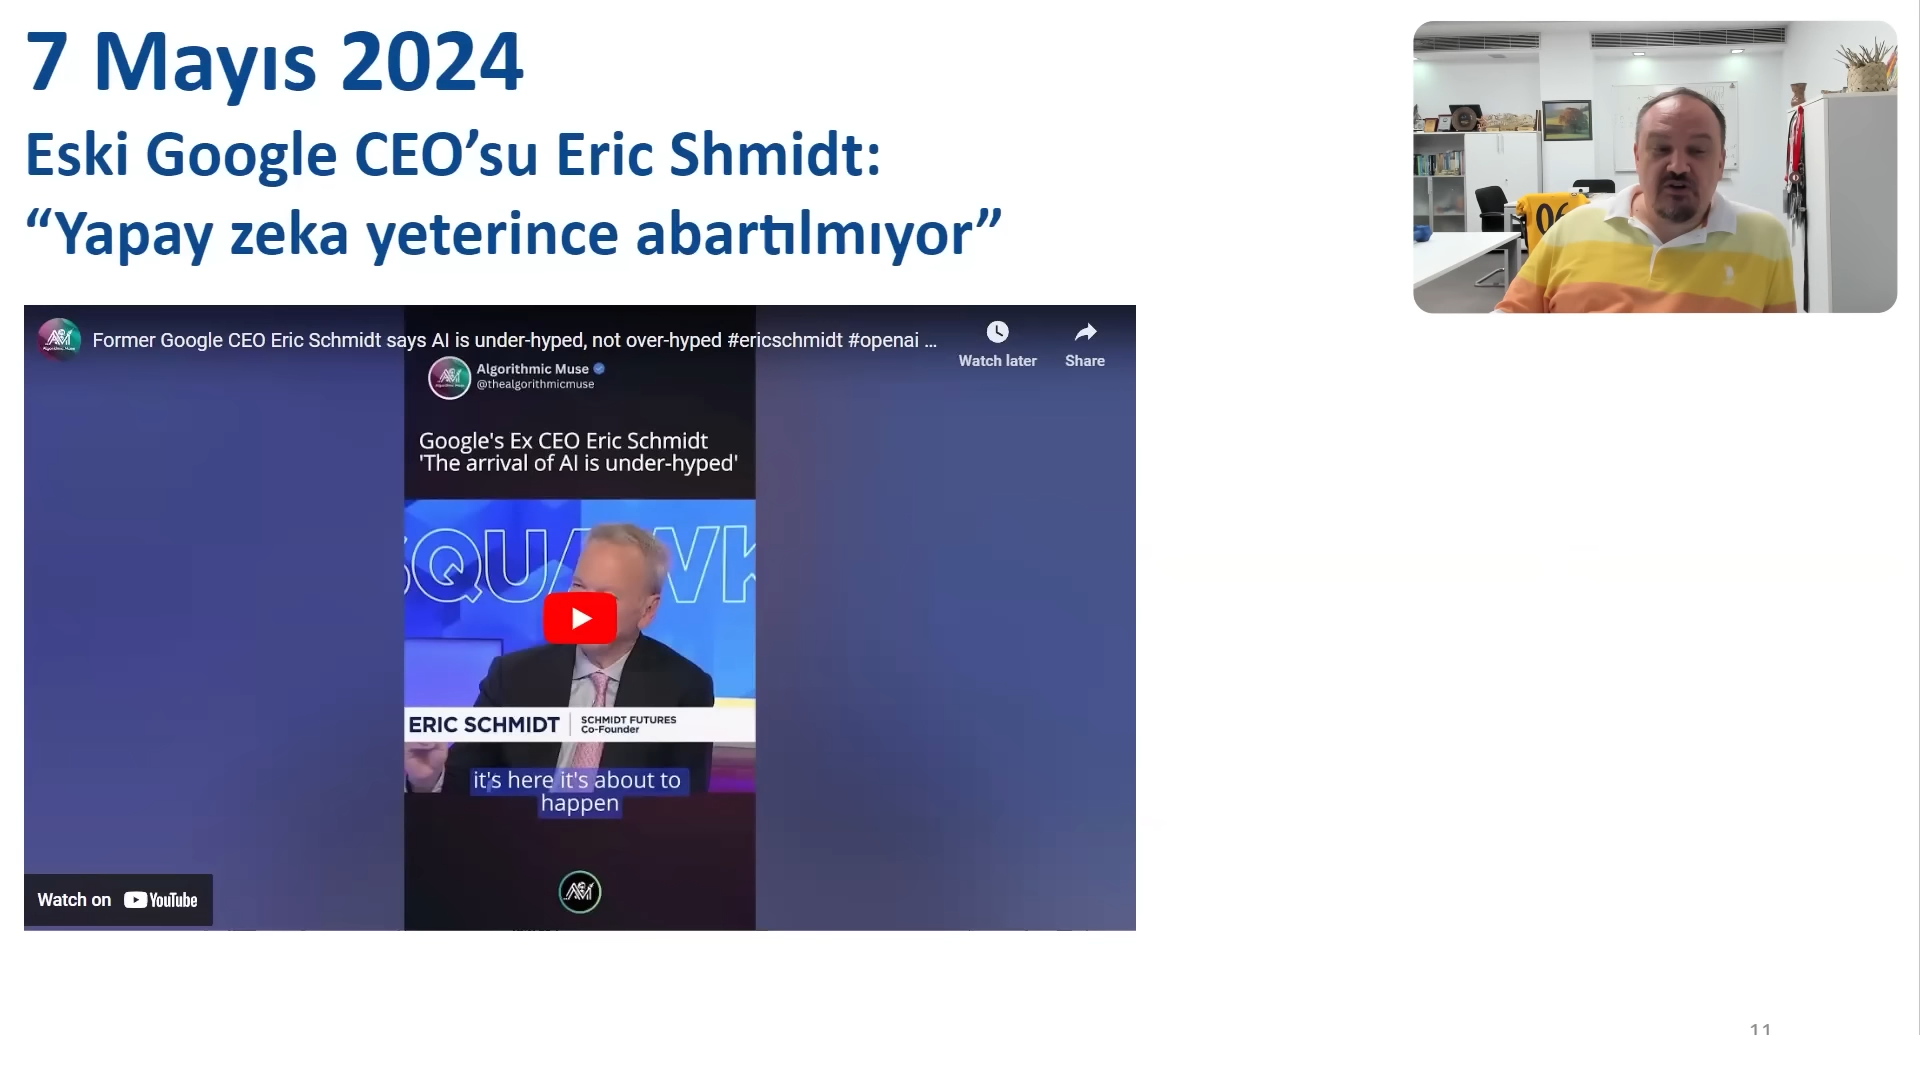 7 Mayıs 2024
Eski Google CEO’su Eric Shmidt:
“Yapay zeka yeterince abartılmıyor”
06
Former Google CEO Eric Schmidt says AI is under-hyped, not over-hyped #ericschmidt #openai ...
Watch later
Share
Algorithmic Muse
@thealgorithmicmuse
Google's Ex CEO Eric Schmidt
'The arrival of AI is under-hyped'
SQUAWK
ERIC SCHMIDT
SCHMIDT FUTURES
Co-Founder
it's here it's about to
happen
Watch on YouTube
11